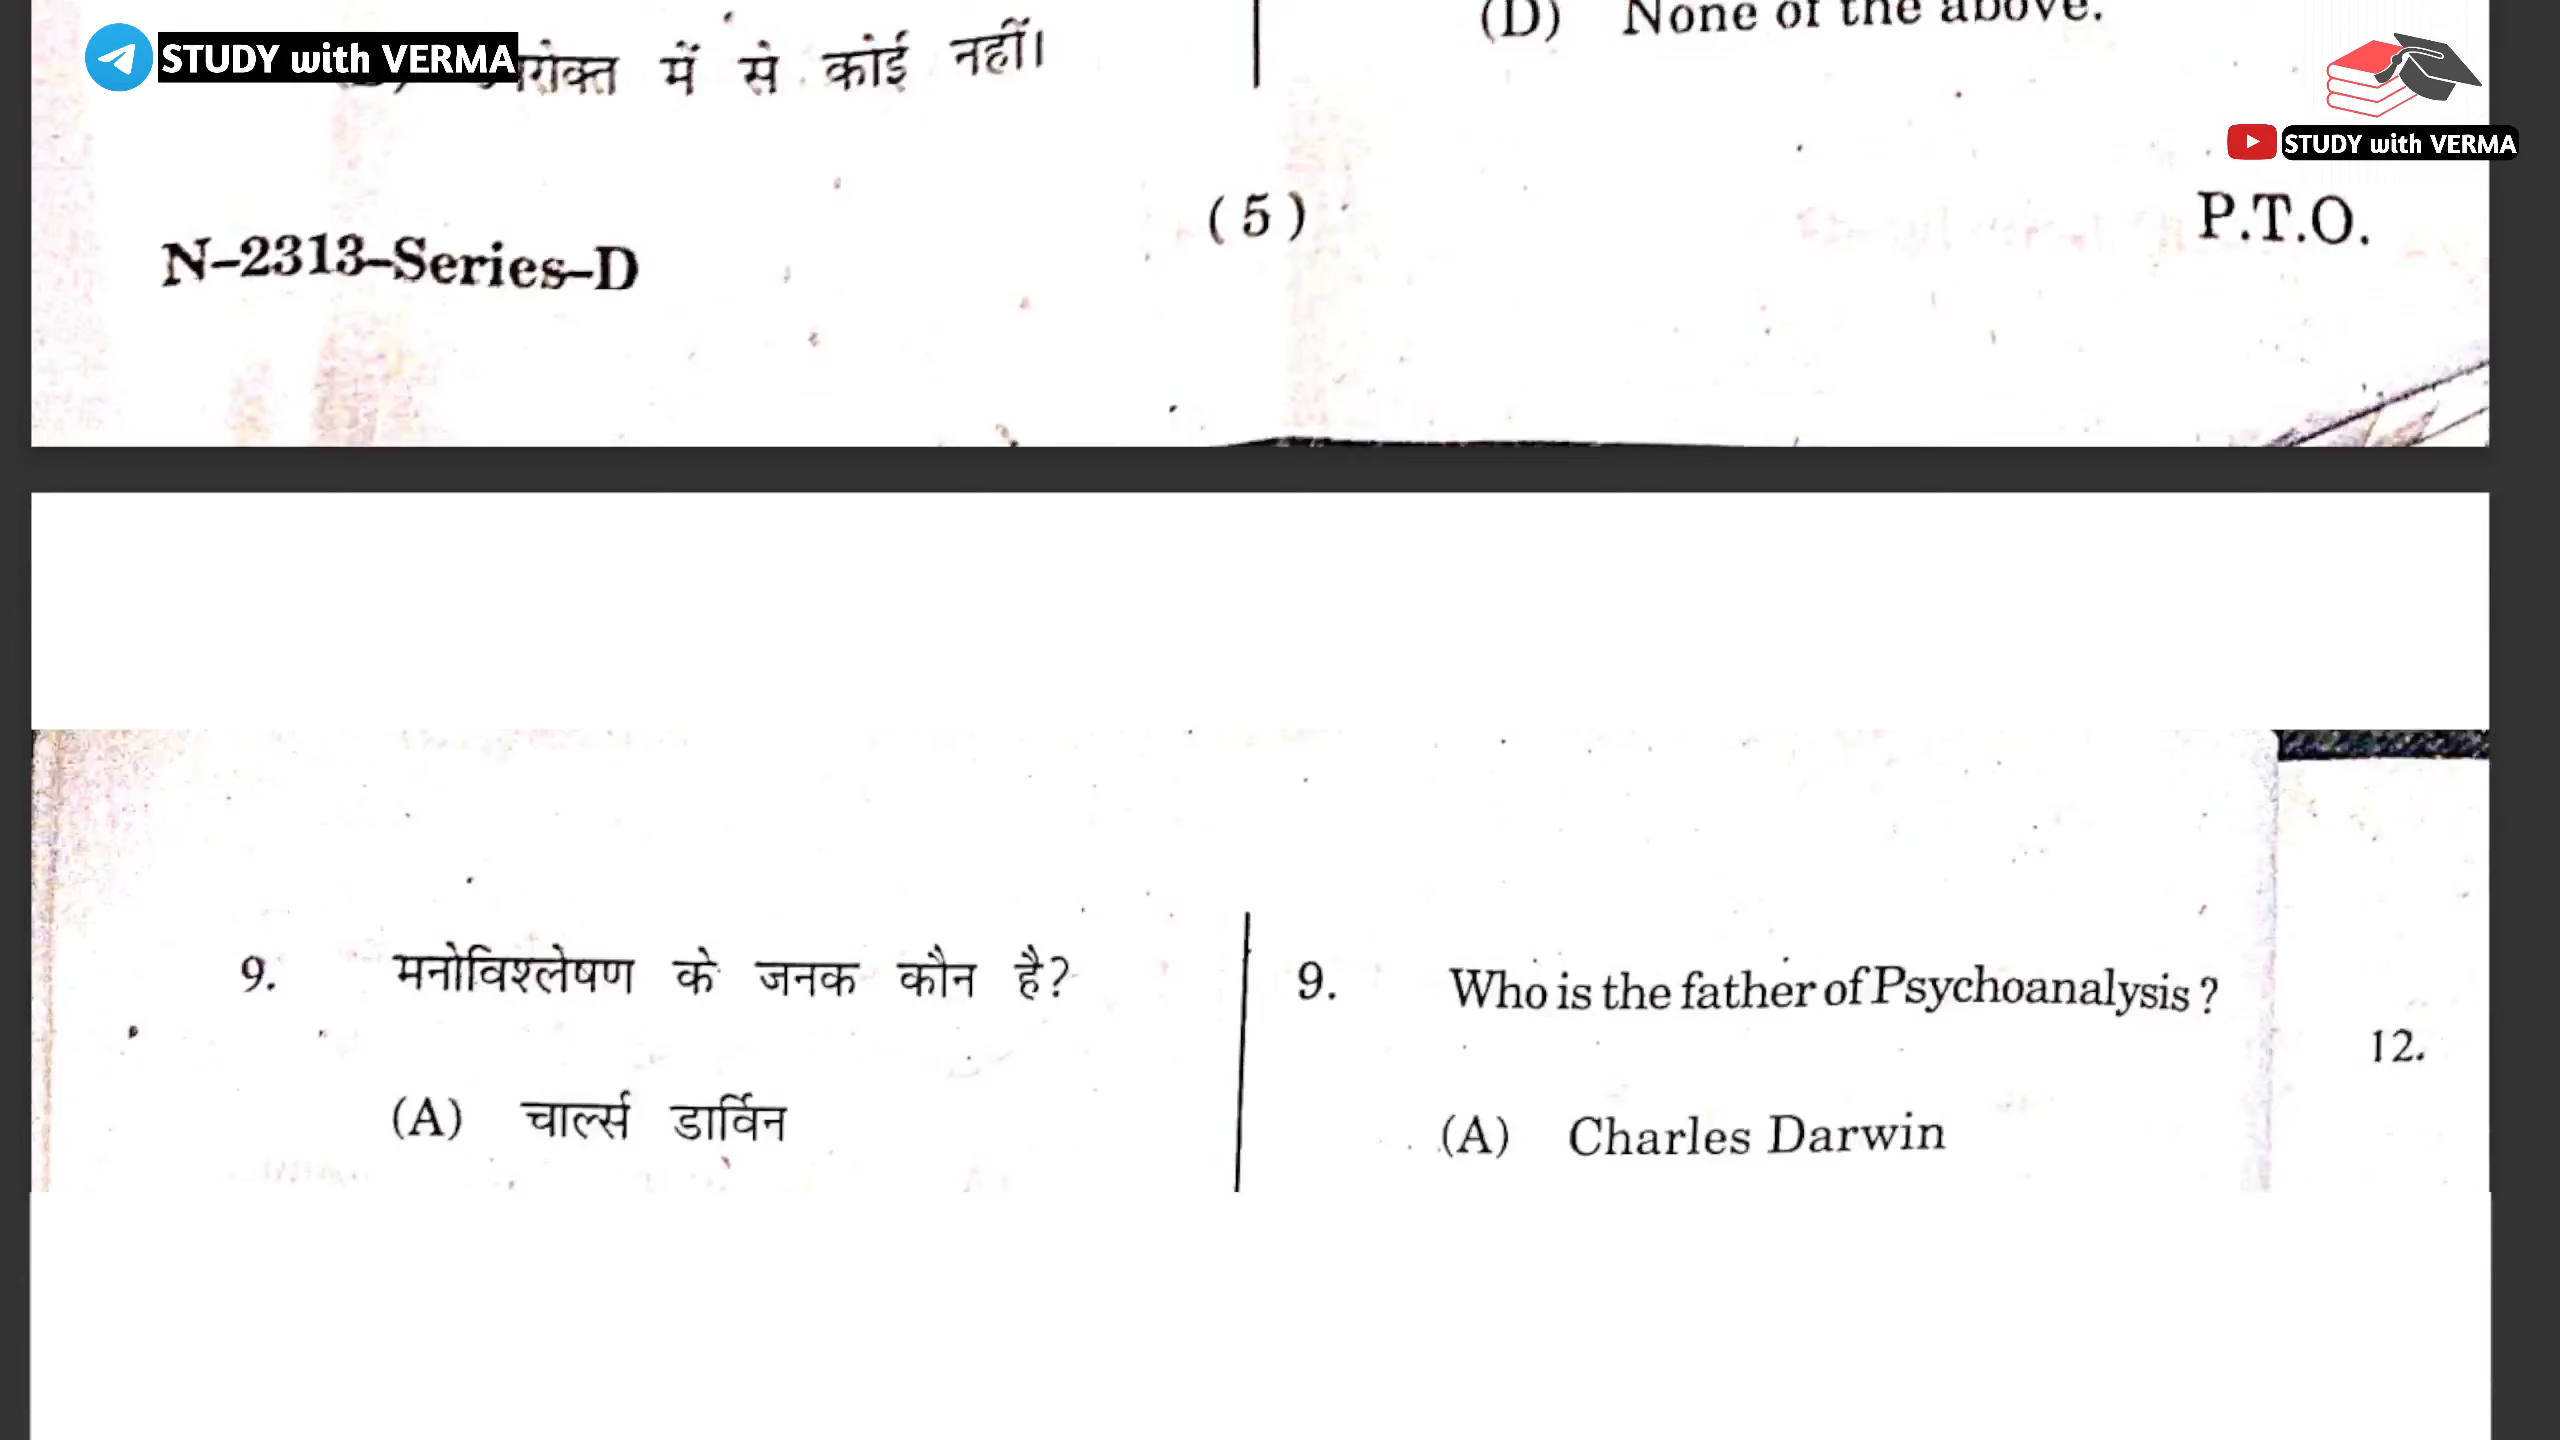 STUDY with VERMA
में से कोई नहीं।
(D) None of the above.
STUDY with VERMA
N–2313–Series–D
(5)
P.T.O.
9. मनोविश्लेषण के जनक कौन है?
(A) चार्ल्स डार्विन
9. Who is the father of Psychoanalysis ?
(A) Charles Darwin
12.